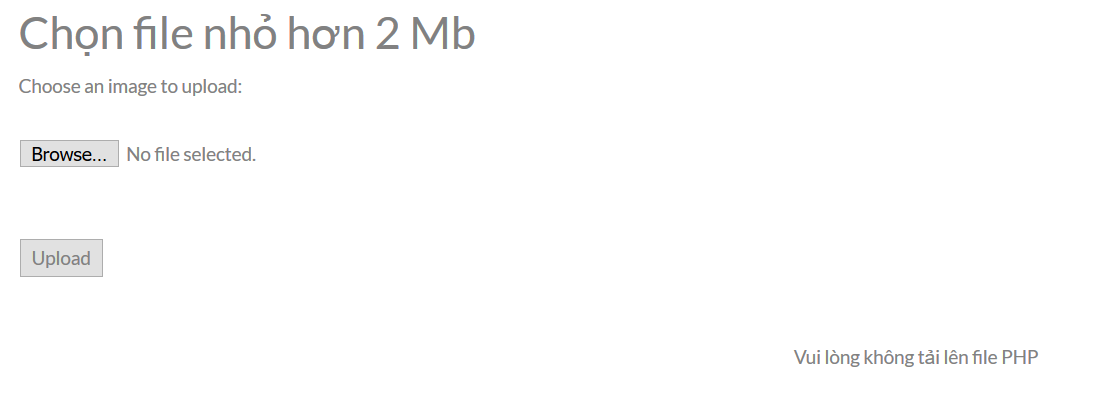 Chọn file nhỏ hơn 2 Mb
Choose an image to upload:
Browse... No file selected.
Upload
Vui lòng không tải lên file PHP